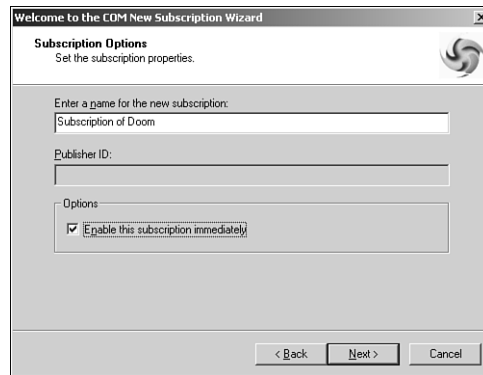 Welcome to the COM New Subscription Wizard
Subscription Options
Set the subscription properties.
Enter a name for the new subscription:
Subscription of Doom
Publisher ID:
Options
Enable this subscription immediately
< Back
Next >
Cancel